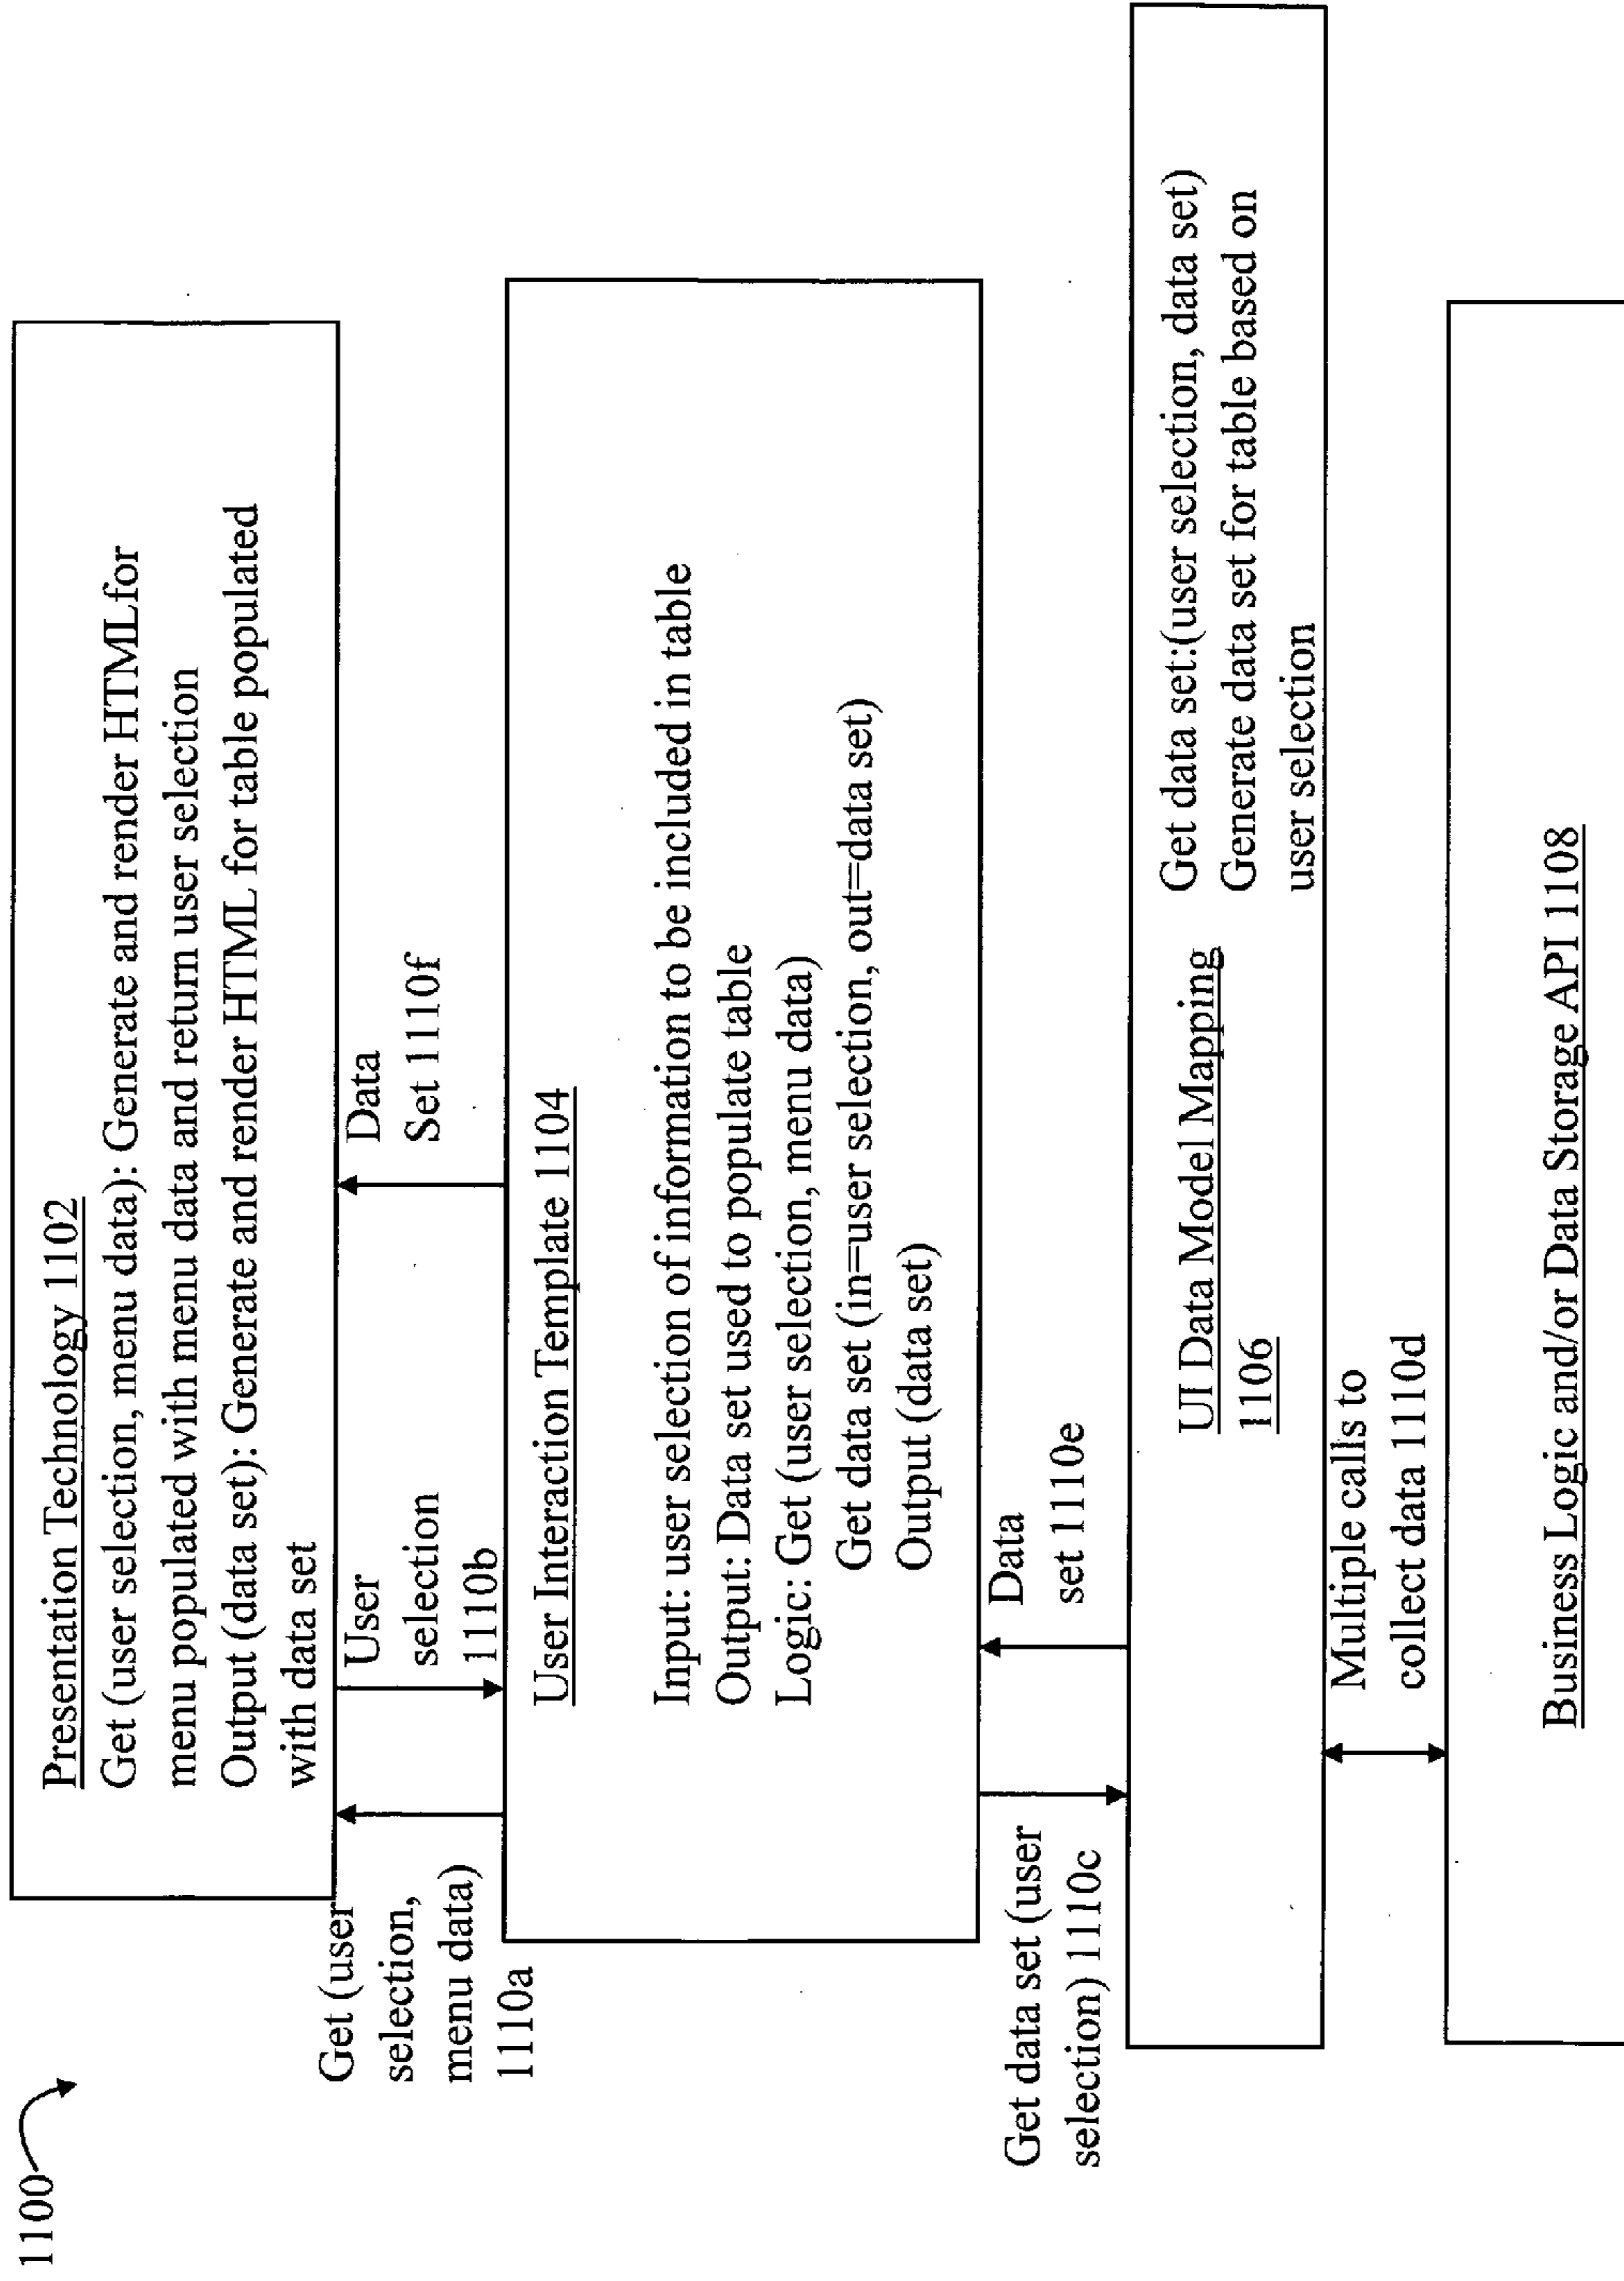 1100
Presentation Technology 1102
Get (user selection, menu data): Generate and render HTMLfor
menu populated with menu data and return user selection
Output (data set): Generate and render HTML for table populated
with data set
Get (user
selection,
menu data)
1110a
User
selection
1110b
Data
Set 1110f
User Interaction Template 1104
Input: user selection of information to be included in table
Output: Data set used to populate table
Logic: Get (user selection, menu data)
Get data set (in=user selection, out=data set)
Output (data set)
Get data set (user
selection) 1110c
Data
set 1110e
UI Data Model Mapping
1106
Get data set:(user selection, data set)
Generate data set for table based on
user selection
Multiple calls to
collect data 1110d
Business Logic and/or Data Storage API 1108